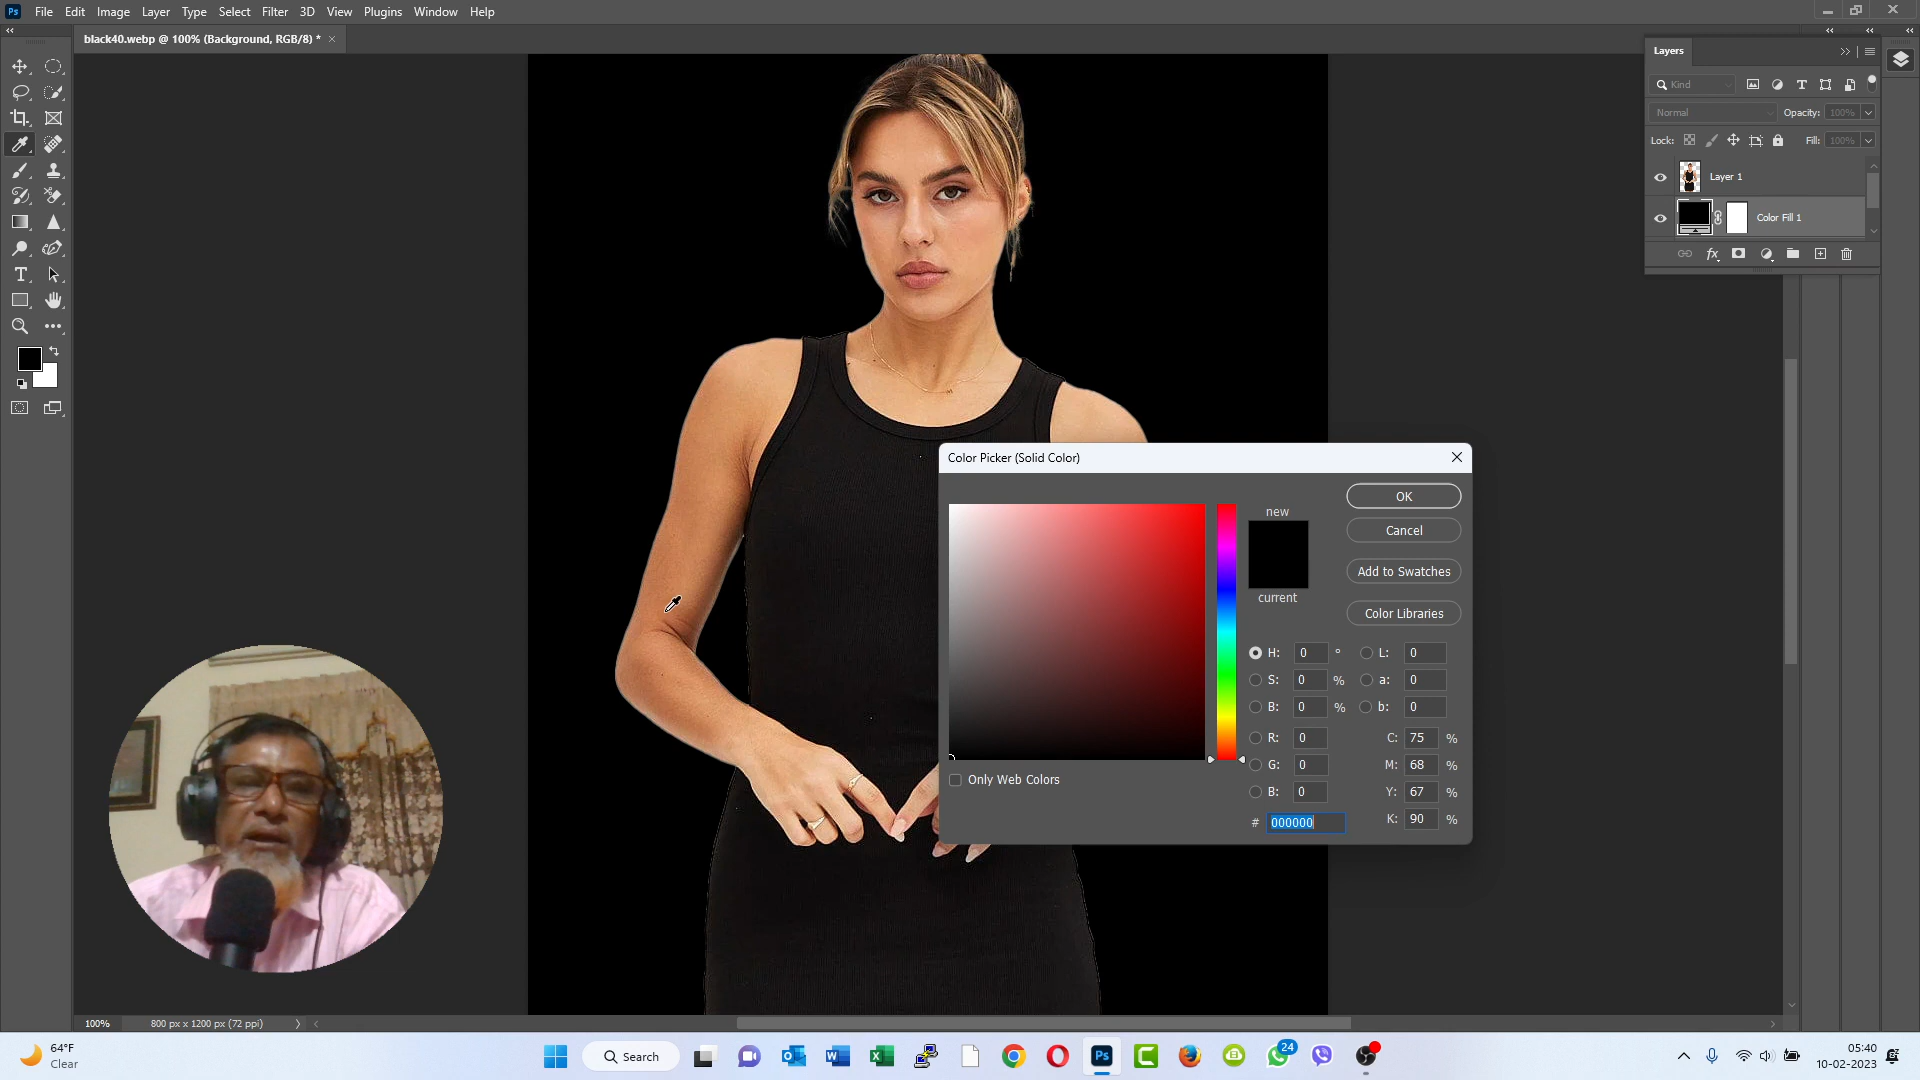 Ps File Edit Image Layer Type Select Filter 3D View Plugins Window Help
black40.webp @ 100% (Background, RGB/8) *
Layers
Kind
Normal Opacity: 100%
Lock: Fill: 100%
Layer 1
Color Fill 1
T
Color Picker (Solid Color)
new
current
OK
Cancel
Add to Swatches
Color Libraries
H: 0 °
S: 0 %
B: 0 %
R: 0
G: 0
B: 0
# 000000
L: 0
a: 0
b: 0
C: 75 %
M: 68 %
Y: 67 %
K: 90 %
Only Web Colors
100% 800 px x 1200 px (72 ppi)
64°F
Clear
Search
24
05:40
10-02-2023